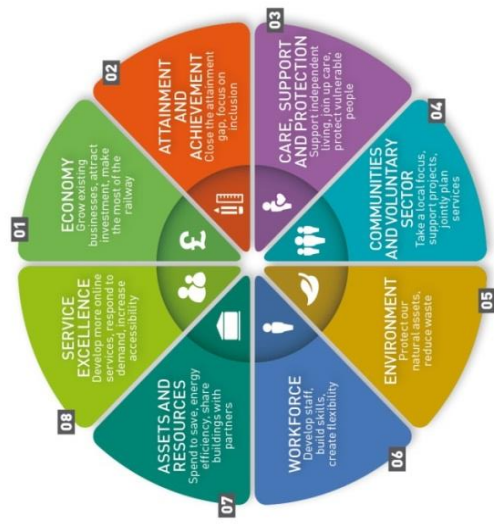 01
ECONOMY
Grow existing
businesses, attract
investment, make
the most of the
railway
£
02
ATTAINMENT
AND
ACHIEVEMENT
Close the attainment
gap, focus on
inclusion
03
CARE, SUPPORT
AND PROTECTION
Support independent
living, join up care,
protect vulnerable
people
04
COMMUNITIES
AND VOLUNTARY
SECTOR
Take a local focus,
support projects,
jointly plan
services
05
ENVIRONMENT
Protect our
natural assets,
reduce waste
06
WORKFORCE
Develop staff,
build skills,
create flexibility
07
ASSETS AND
RESOURCES
Spend to save, energy
efficiency, share
buildings with
partners
08
SERVICE
EXCELLENCE
Develop more online
services, respond to
demand, increase
accessibility